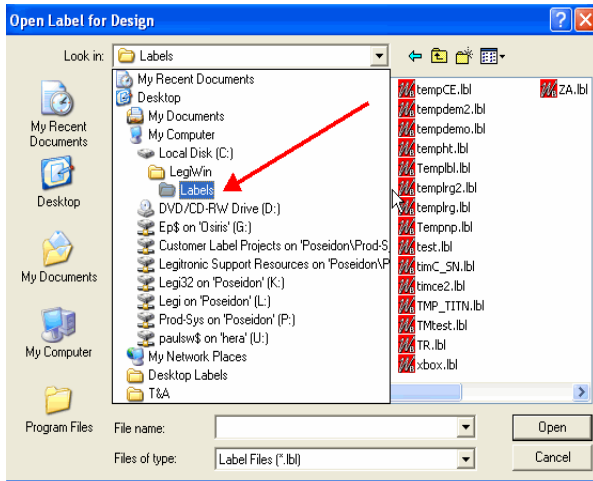 Open Label for Design
Look in:
Labels
My Recent Documents
Desktop
My Documents
My Computer
Local Disk (C:)
LegiWin
Labels
DVD/CD-RW Drive (D:)
Ep$ on 'Osiris' (G:)
Customer Label Projects on 'Poseidon\Prod-S
Legitronic Support Resources on 'Poseidon\P
Legi32 on 'Poseidon' (K:)
Legi on 'Poseidon' (L:)
Prod-Sys on 'Poseidon' (P:)
paulsw$ on 'hera' (U:)
My Network Places
Desktop Labels
T&A
My Recent
Documents
Desktop
My Documents
My Computer
Program Files
tempCE.lbl
tempdem2.lbl
tempdemo.lbl
tempht.lbl
Templbl.lbl
templrg2.lbl
templrg.lbl
Tempnp.lbl
test.lbl
timC_SN.lbl
timce2.lbl
TMP_TITN.lbl
TMtest.lbl
TR.lbl
xbox.lbl
ZA.lbl
File name:
Open
Files of type:
Label Files (*.lbl)
Cancel